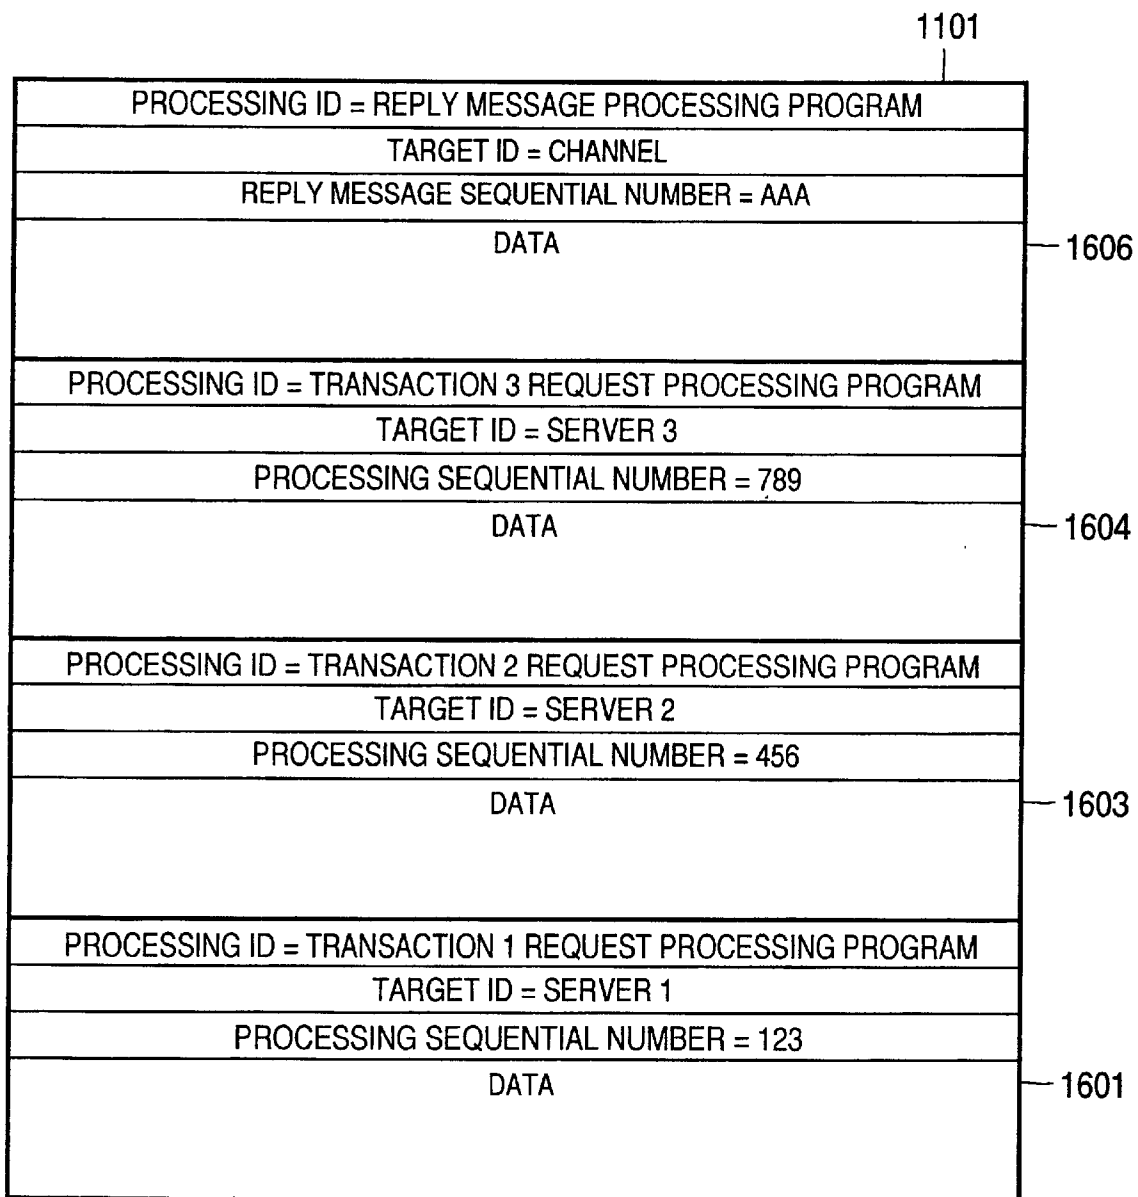 1101
PROCESSING ID = REPLY MESSAGE PROCESSING PROGRAM
TARGET ID = CHANNEL
REPLY MESSAGE SEQUENTIAL NUMBER = AAA
DATA
1606
PROCESSING ID = TRANSACTION 3 REQUEST PROCESSING PROGRAM
TARGET ID = SERVER 3
PROCESSING SEQUENTIAL NUMBER = 789
DATA
1604
PROCESSING ID = TRANSACTION 2 REQUEST PROCESSING PROGRAM
TARGET ID = SERVER 2
PROCESSING SEQUENTIAL NUMBER = 456
DATA
1603
PROCESSING ID = TRANSACTION 1 REQUEST PROCESSING PROGRAM
TARGET ID = SERVER 1
PROCESSING SEQUENTIAL NUMBER = 123
DATA
1601